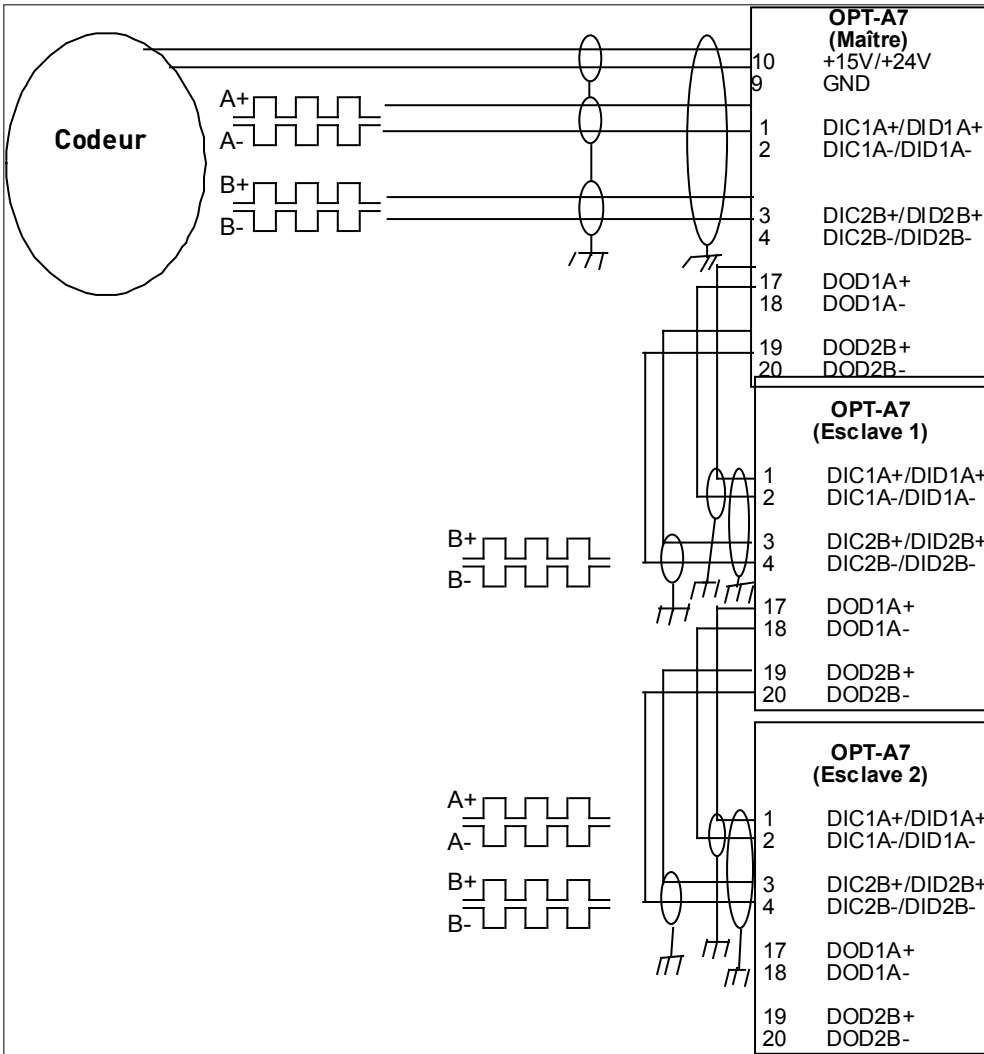 OPT-A7
(Maître)
10 +15V/+24V
9 GND
A+
Codeur
A-
1 DIC1A+/DID1A+
2 DIC1A-/DID1A-
B+
B-
3 DIC2B+/DID2B+
4 DIC2B-/DID2B-
17 DOD1A+
18 DOD1A-
19 DOD2B+
20 DOD2B-
OPT-A7
(Esclave 1)
1 DIC1A+/DID1A+
2 DIC1A-/DID1A-
B+
B-
3 DIC2B+/DID2B+
4 DIC2B-/DID2B-
17 DOD1A+
18 DOD1A-
19 DOD2B+
20 DOD2B-
OPT-A7
(Esclave 2)
A+
A-
1 DIC1A+/DID1A+
2 DIC1A-/DID1A-
B+
B-
3 DIC2B+/DID2B+
4 DIC2B-/DID2B-
17 DOD1A+
18 DOD1A-
19 DOD2B+
20 DOD2B-